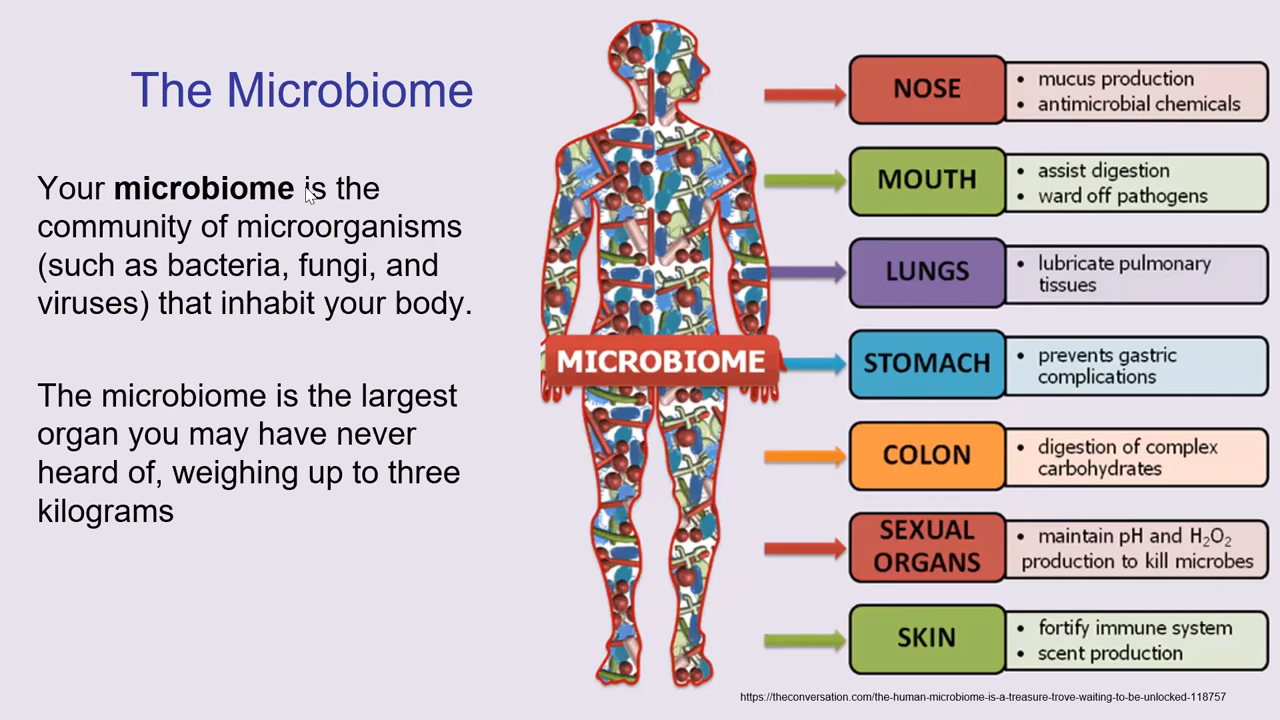 The Microbiome
Your microbiome is the
community of microorganisms
(such as bacteria, fungi, and
viruses) that inhabit your body.
The microbiome is the largest
organ you may have never
heard of, weighing up to three
kilograms
MICROBIOME
NOSE
• mucus production
• antimicrobial chemicals
MOUTH
• assist digestion
• ward off pathogens
LUNGS
• lubricate pulmonary
tissues
STOMACH
• prevents gastric
complications
COLON
• digestion of complex
carbohydrates
SEXUAL
ORGANS
• maintain pH and H₂O₂
production to kill microbes
SKIN
• fortify immune system
• scent production
https://theconversation.com/the-human-microbiome-is-a-treasure-trove-waiting-to-be-unlocked-118757